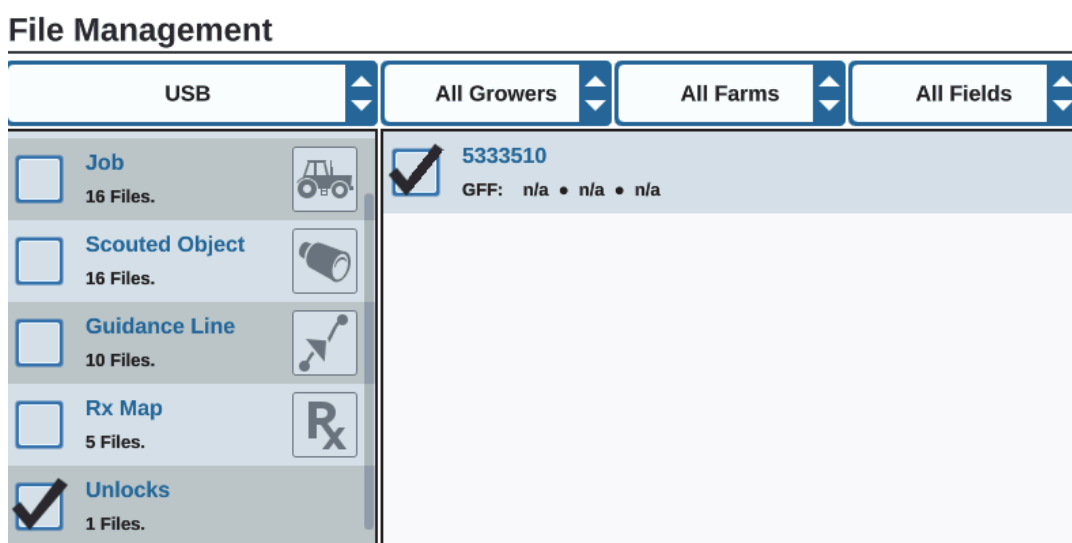 File Management
USB
All Growers
All Farms
All Fields
Job
16 Files.
Scouted Object
16 Files.
Guidance Line
10 Files.
Rx Map
5 Files.
Rx
Unlocks
1 Files.
5333510
GFF: n/a • n/a • n/a